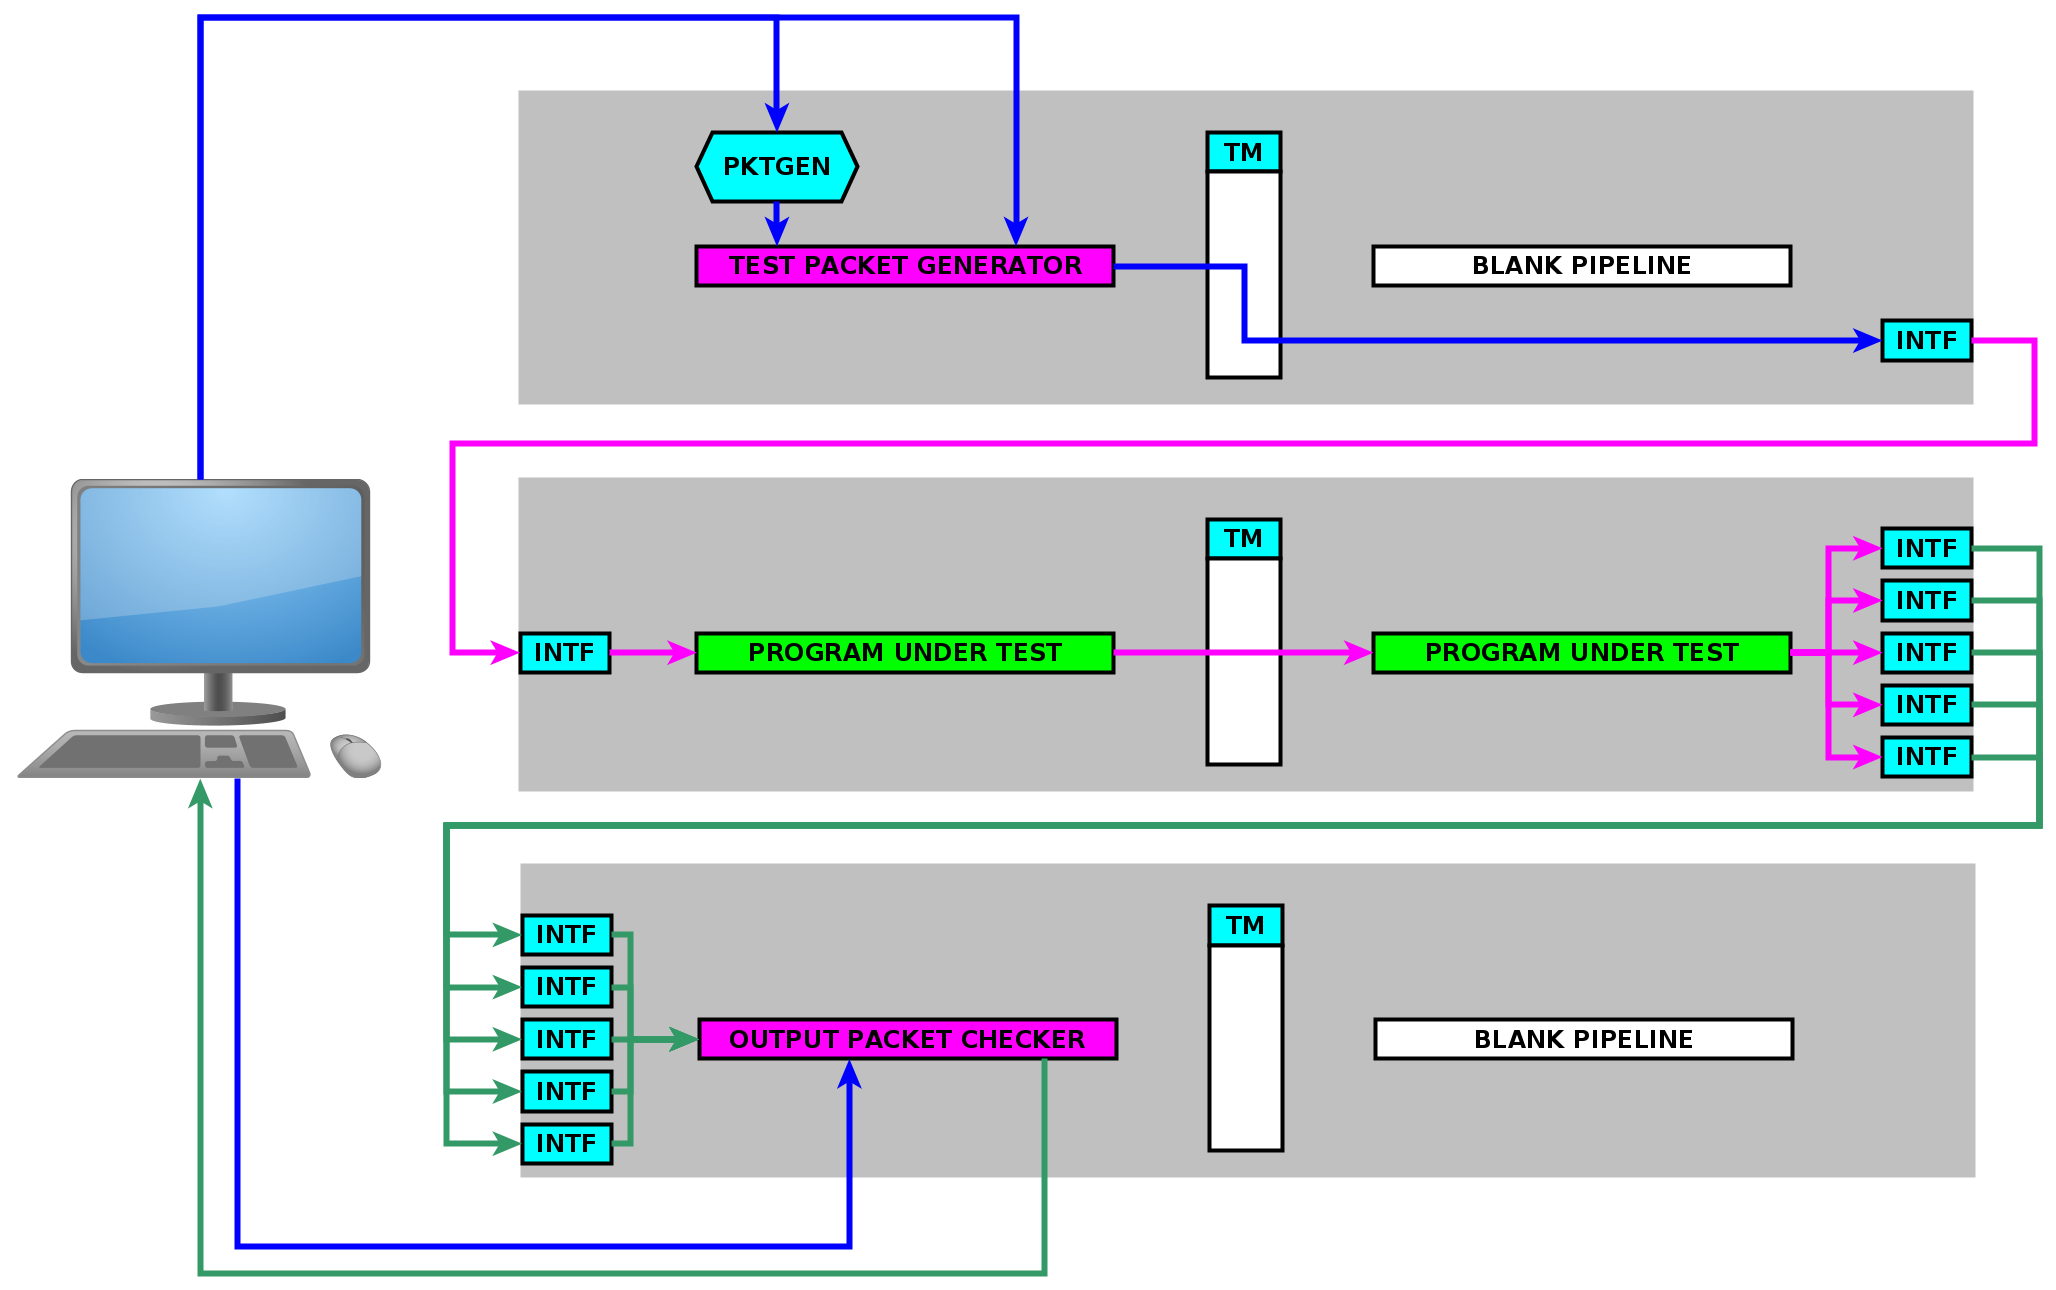 PKTGEN
TM
TEST PACKET GENERATOR
BLANK PIPELINE
INTF
TM
INTF
INTF
INTF
PROGRAM UNDER TEST
PROGRAM UNDER TEST
INTF
INTF
INTF
TM
INTF
INTF
INTF
OUTPUT PACKET CHECKER
BLANK PIPELINE
INTF
INTF